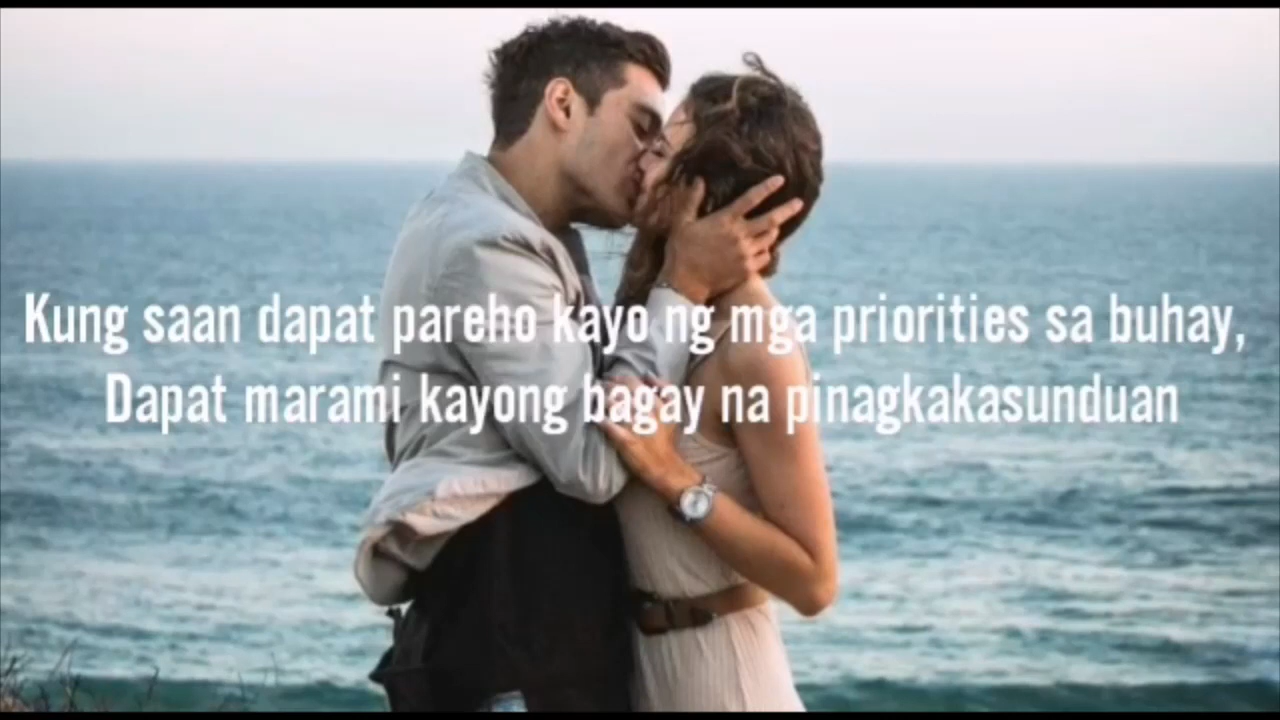 Kung saan dapat pareho kayo ng mga priorities sa buhay,
Dapat marami kayong bagay na pinagkakasunduan